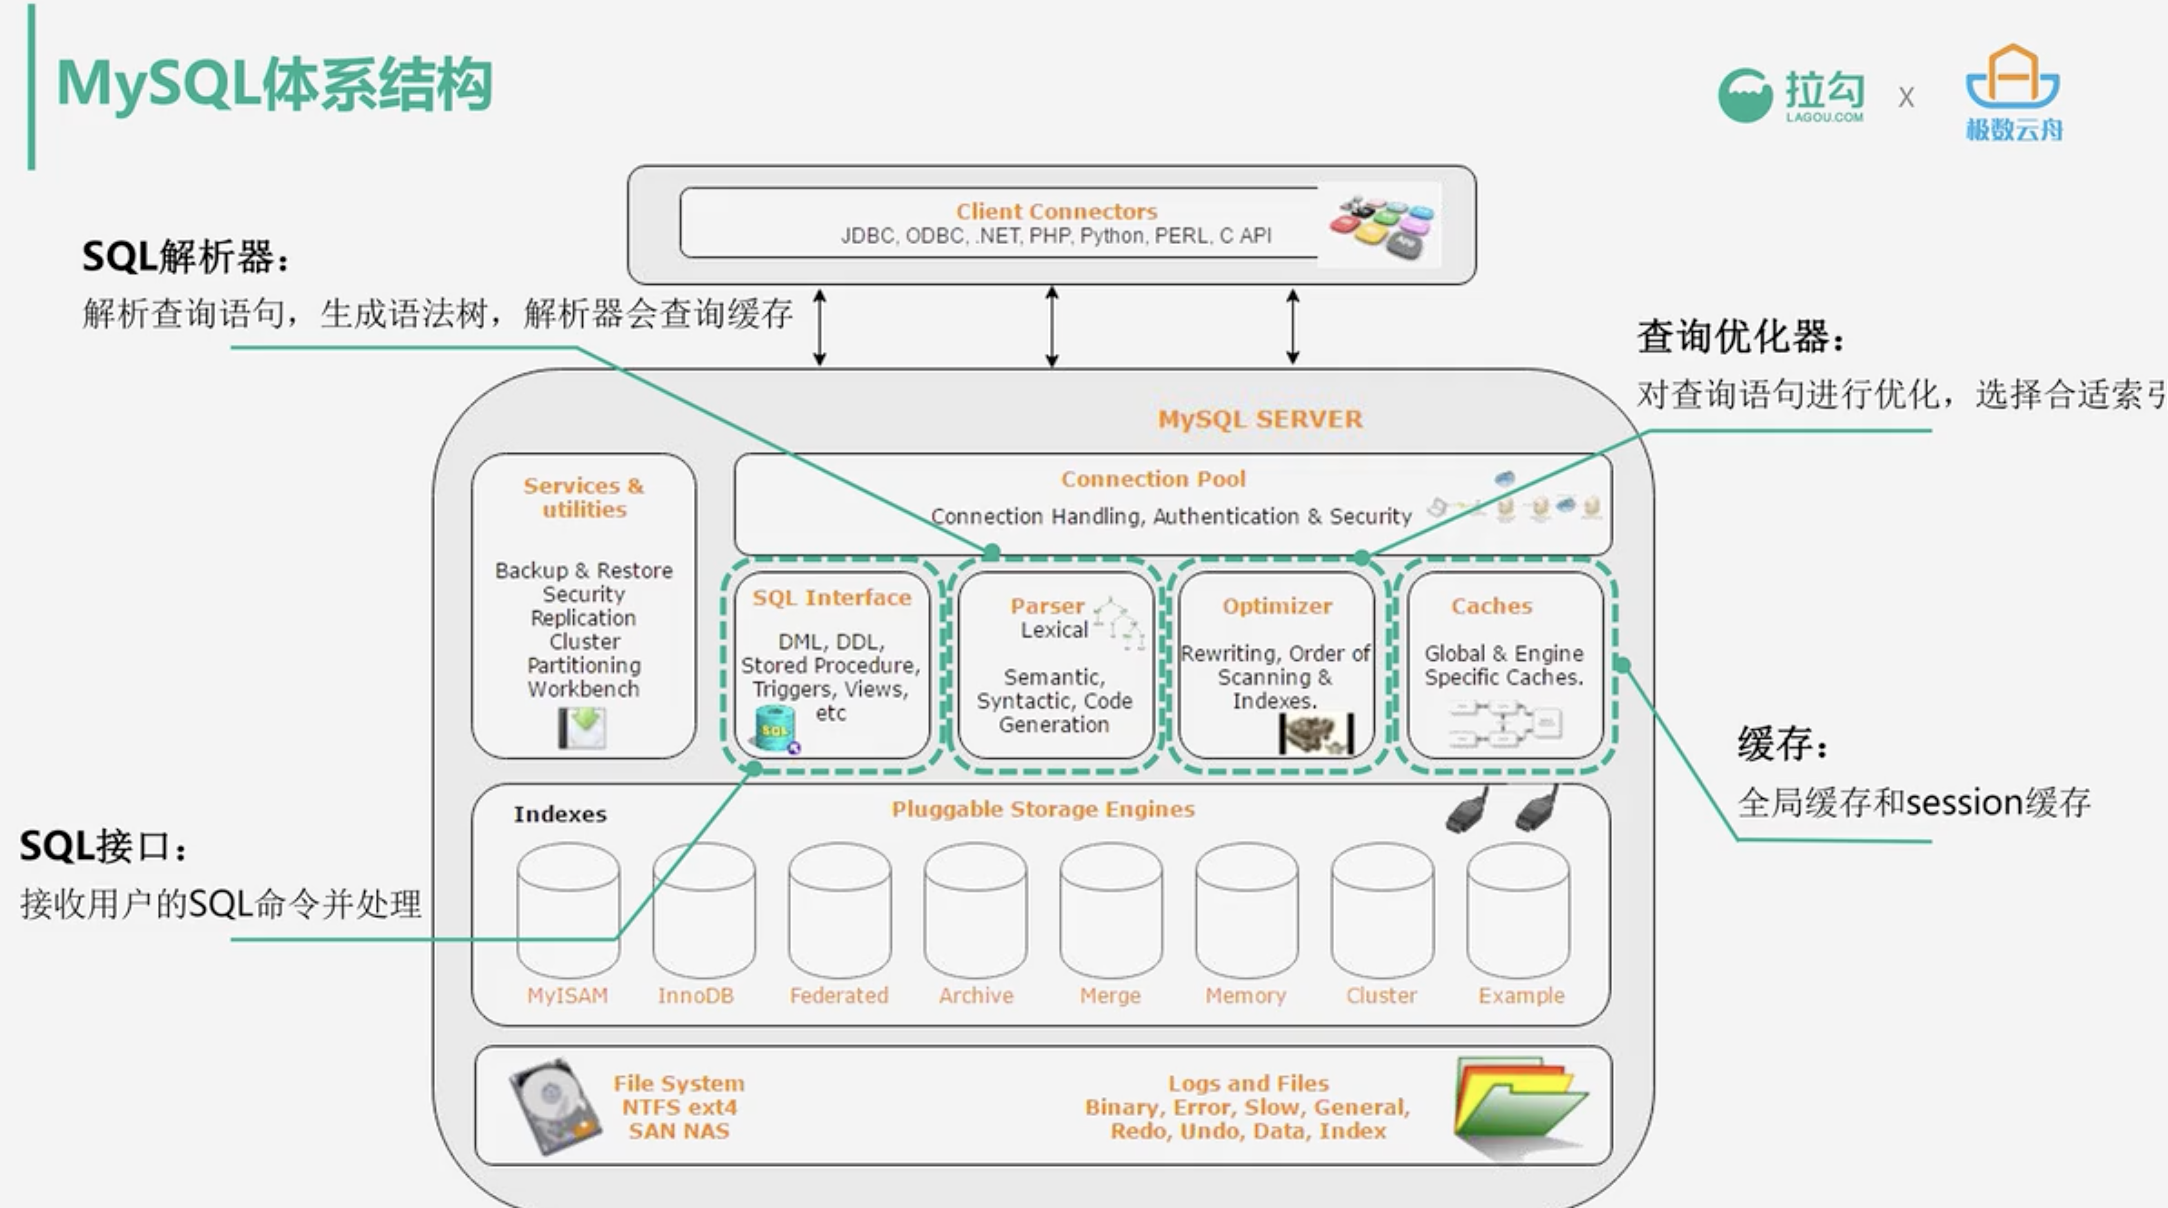 MySQL体系结构
拉勾
LAGOU.COM
X
极数云舟
Client Connectors
JDBC, ODBC, .NET, PHP, Python, PERL, C API
SQL解析器：
解析查询语句，生成语法树，解析器会查询缓存
查询优化器：
对查询语句进行优化，选择合适索引
MySQL SERVER
Services &
utilities
Backup & Restore
Security
Replication
Cluster
Partitioning
Workbench
Connection Pool
Connection Handling, Authentication & Security
SQL Interface
DML, DDL,
Stored Procedure,
Triggers, Views,
etc
SQL
Parser
Lexical
Semantic,
Syntactic, Code
Generation
Optimizer
Rewriting, Order of
Scanning &
Indexes.
Caches
Global & Engine
Specific Caches.
缓存：
全局缓存和session缓存
SQL接口：
接收用户的SQL命令并处理
Indexes
Pluggable Storage Engines
MyISAM
InnoDB
Federated
Archive
Merge
Memory
Cluster
Example
File System
NTFS ext4
SAN NAS
Logs and Files
Binary, Error, Slow, General,
Redo, Undo, Data, Index